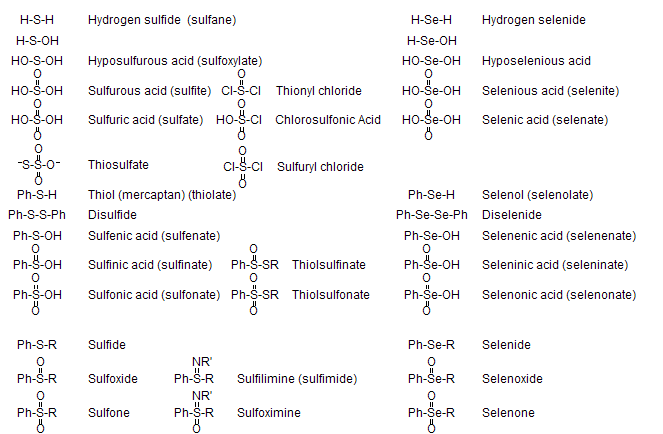 H-S-H Hydrogen sulfide (sulfane) H-Se-H Hydrogen selenide
H-S-OH H-Se-OH
HO-S-OH Hyposulfurous acid (sulfoxylate) HO-Se-OH Hyposelenious acid
O O O
HO-S-OH Sulfurous acid (sulfite) Cl-S-Cl Thionyl chloride HO-Se-OH Selenious acid (selenite)
O O O
HO-S-OH Sulfuric acid (sulfate) HO-S-Cl Chlorosulfonic Acid HO-Se-OH Selenic acid (selenate)
O O O
O O
⁻S-S-O⁻ Thiosulfate Cl-S-Cl Sulfuryl chloride
O O
Ph-S-H Thiol (mercaptan) (thiolate) Ph-Se-H Selenol (selenolate)
Ph-S-S-Ph Disulfide Ph-Se-Se-Ph Diselenide
Ph-S-OH Sulfenic acid (sulfenate) Ph-Se-OH Selenenic acid (selenenate)
O O O
Ph-S-OH Sulfinic acid (sulfinate) Ph-S-SR Thiolsulfinate Ph-Se-OH Seleninic acid (seleninate)
O O O
Ph-S-OH Sulfonic acid (sulfonate) Ph-S-SR Thiolsulfonate Ph-Se-OH Selenonic acid (selenonate)
O O O
Ph-S-R Sulfide Ph-Se-R Selenide
O NR' O
Ph-S-R Sulfoxide Ph-S-R Sulfilimine (sulfimide) Ph-Se-R Selenoxide
O NR' O
Ph-S-R Sulfone Ph-S-R Sulfoximine Ph-Se-R Selenone
O O O